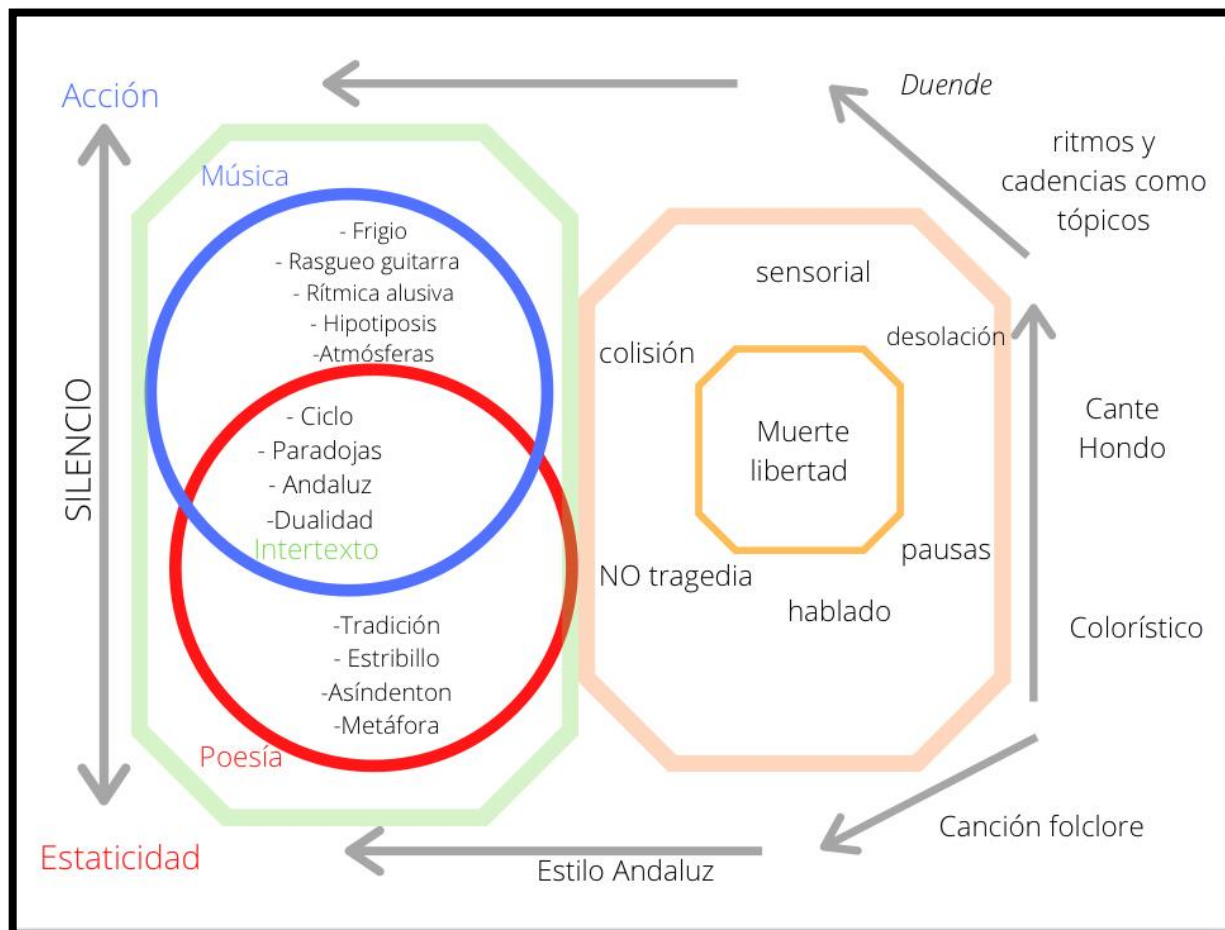 Acción
Duende
ritmos y
cadencias como
tópicos
Música
- Frigio
- Rasgueo guitarra
- Rítmica alusiva
- Hipotiposis
-Atmósferas
- Ciclo
- Paradojas
- Andaluz
-Dualidad
Intertexto
-Tradición
- Estribillo
-Asíndenton
-Metáfora
Poesía
SILENCIO
Estaticidad
sensorial
desolación
colisión
Muerte
libertad
pausas
NO tragedia
hablado
Cante
Hondo
Colorístico
Canción folclore
Estilo Andaluz